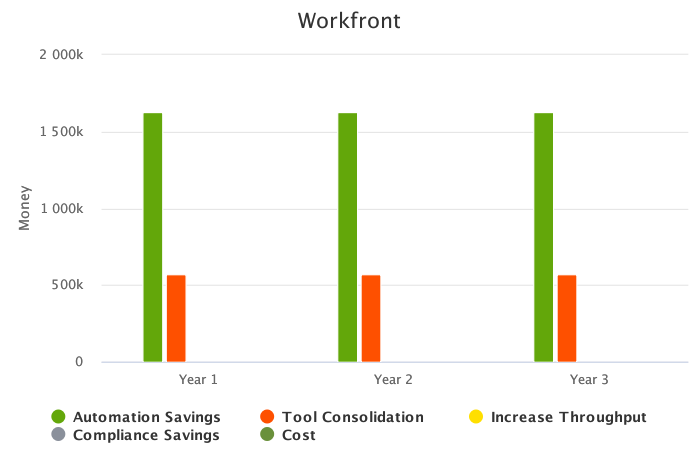 Workfront
2 000k
1 500k
1 000k
500k
0
Money
Year 1
Year 2
Year 3
Automation Savings
Tool Consolidation
Increase Throughput
Compliance Savings
Cost